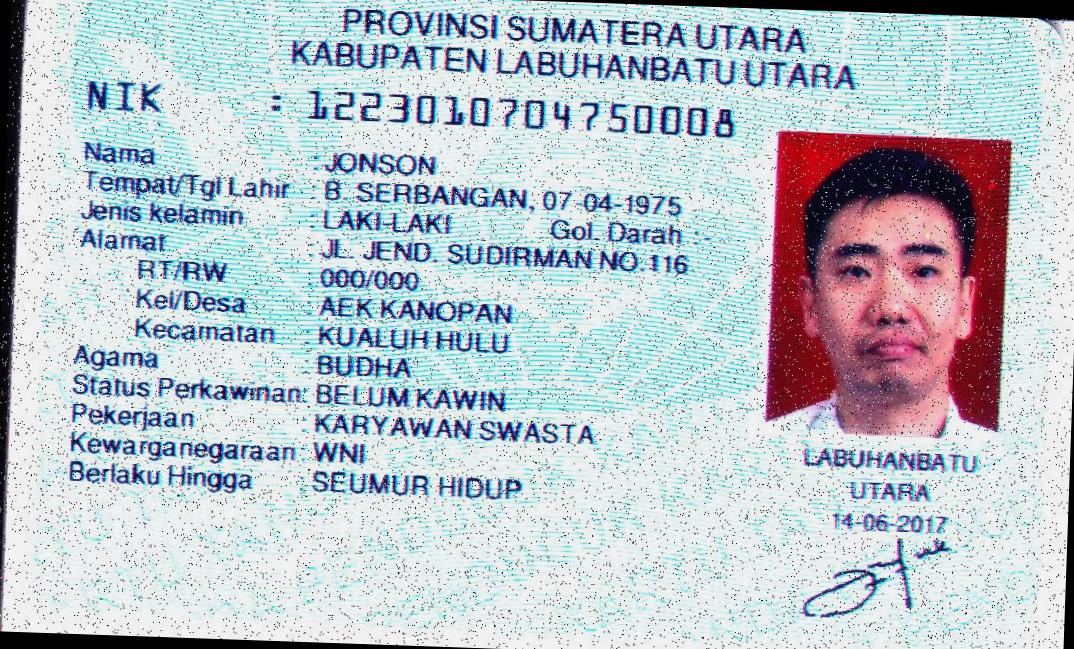 PROVINSI SUMATERA UTARA
KABUPATEN LABUHANBATU UTARA
NIK : 1223010704750008
Nama : JONSON
Tempat/Tgl Lahir : B. SERBANGAN, 07-04-1975
Jenis kelamin : LAKI-LAKI Gol. Darah : -
Alamat : JL. JEND. SUDIRMAN NO.116
RT/RW : 000/000
Kel/Desa : AEK KANOPAN
Kecamatan : KUALUH HULU
Agama : BUDHA
Status Perkawinan: BELUM KAWIN
Pekerjaan : KARYAWAN SWASTA
Kewarganegaraan: WNI
Berlaku Hingga : SEUMUR HIDUP
LABUHANBATU
UTARA
14-06-2017